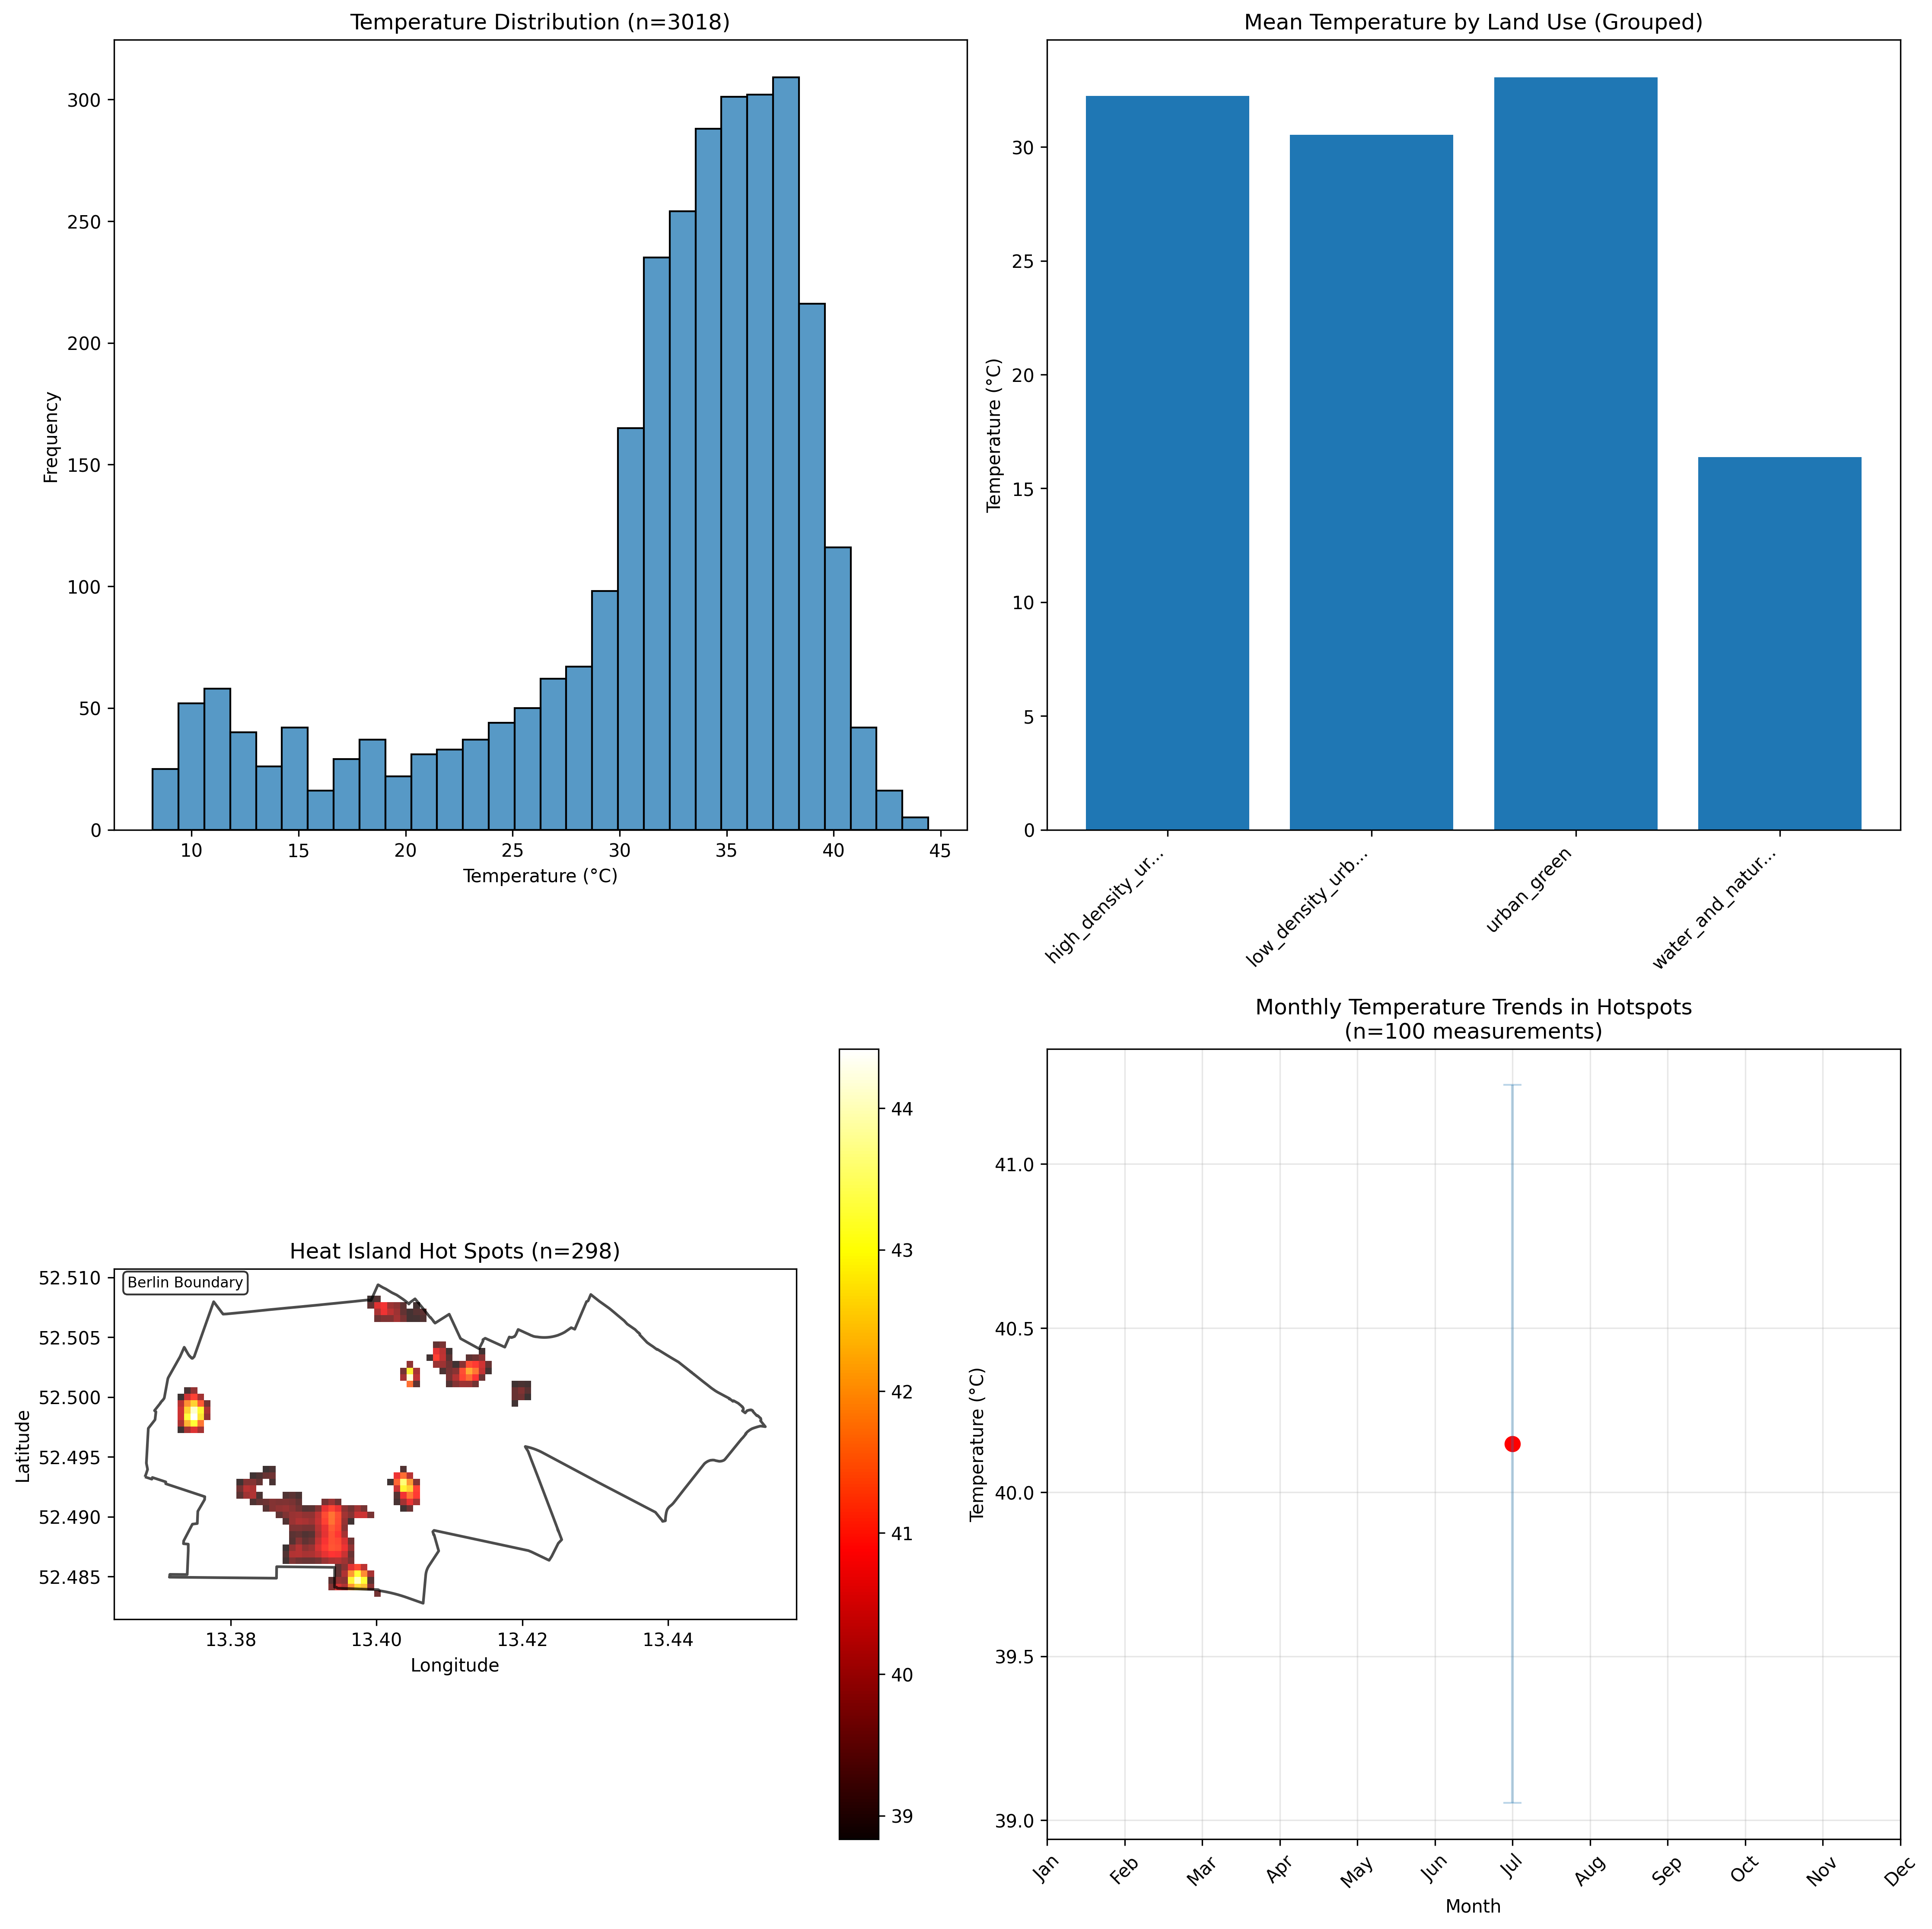 Temperature Distribution (n=3018)
Frequency
300
250
200
150
100
50
0
10 15 20 25 30 35 40 45
Temperature (°C)
Mean Temperature by Land Use (Grouped)
Temperature (°C)
30
25
20
15
10
5
0
high_density_ur...
low_density_urb...
urban_green
water_and_natur...
Heat Island Hot Spots (n=298)
Berlin Boundary
Latitude
52.510
52.505
52.500
52.495
52.490
52.485
13.38 13.40 13.42 13.44
Longitude
44
43
42
41
40
39
Monthly Temperature Trends in Hotspots
(n=100 measurements)
Temperature (°C)
41.0
40.5
40.0
39.5
39.0
Jan Feb Mar Apr May Jun Jul Aug Sep Oct Nov Dec
Month